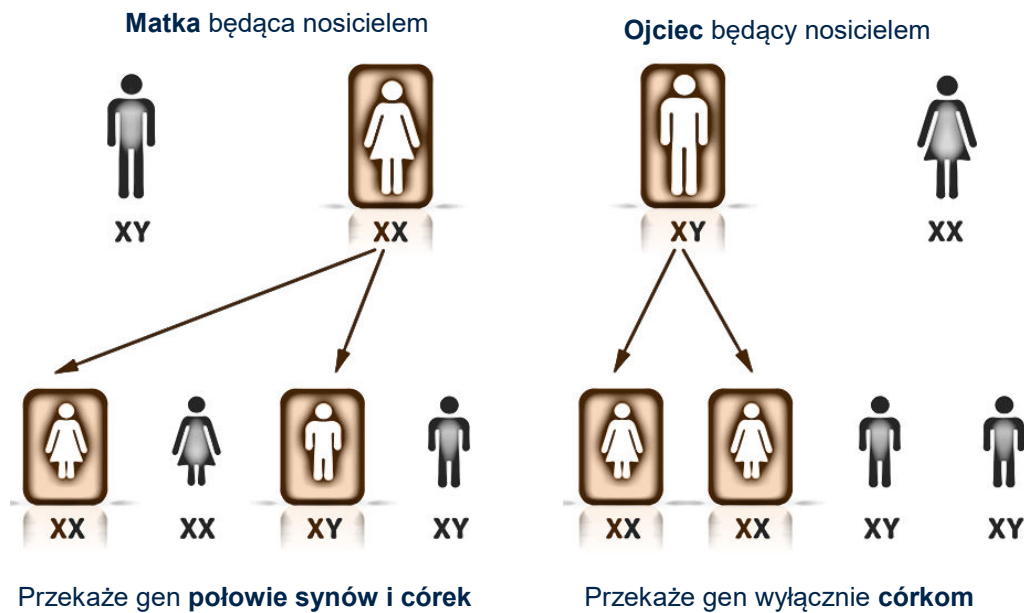 Matka będąca nosicielem
Ojciec będący nosicielem
XY
XX
XY
XX
XX
XX
XY
XY
XX
XX
XY
XY
Przekaże gen połowie synów i córek
Przekaże gen wyłącznie córkom